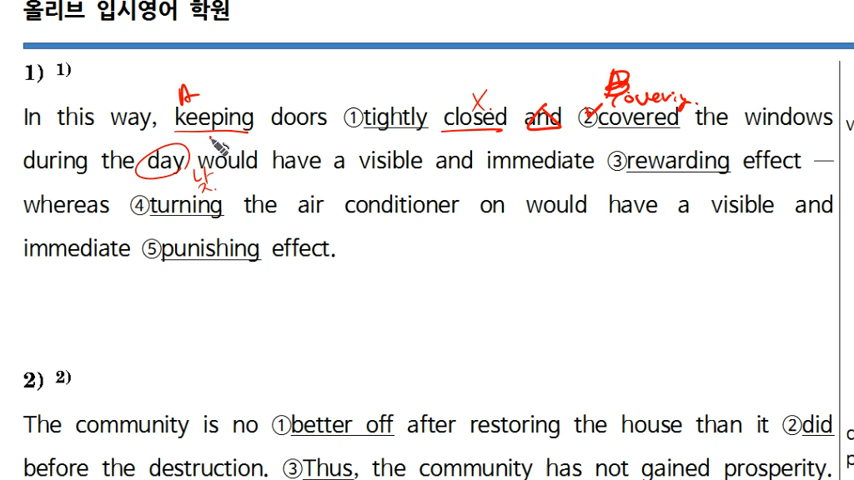 올리브 입시영어 학원
1) 1)
A X B covering
In this way, keeping doors ①tightly closed and ②covered the windows v
during the day would have a visible and immediate ③rewarding effect —
낮
whereas ④turning the air conditioner on would have a visible and
immediate ⑤punishing effect.
2) 2)
The community is no ①better off after restoring the house than it ②did
before the destruction. ③Thus, the community has not gained prosperity.